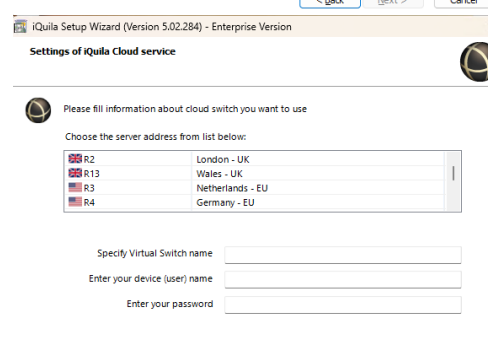 < Back Next > Cancel
iQuila Setup Wizard (Version 5.02.284) - Enterprise Version
Settings of iQuila Cloud service
Please fill information about cloud switch you want to use
Choose the server address from list below:
R2 London - UK
R13 Wales - UK
R3 Netherlands - EU
R4 Germany - EU
Specify Virtual Switch name
Enter your device (user) name
Enter your password